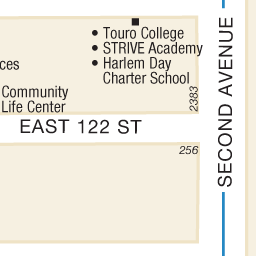 • Touro College
• STRIVE Academy
• Harlem Day
Charter School
ces
Community
Life Center
2383
EAST 122 ST
256
SECOND AVENUE